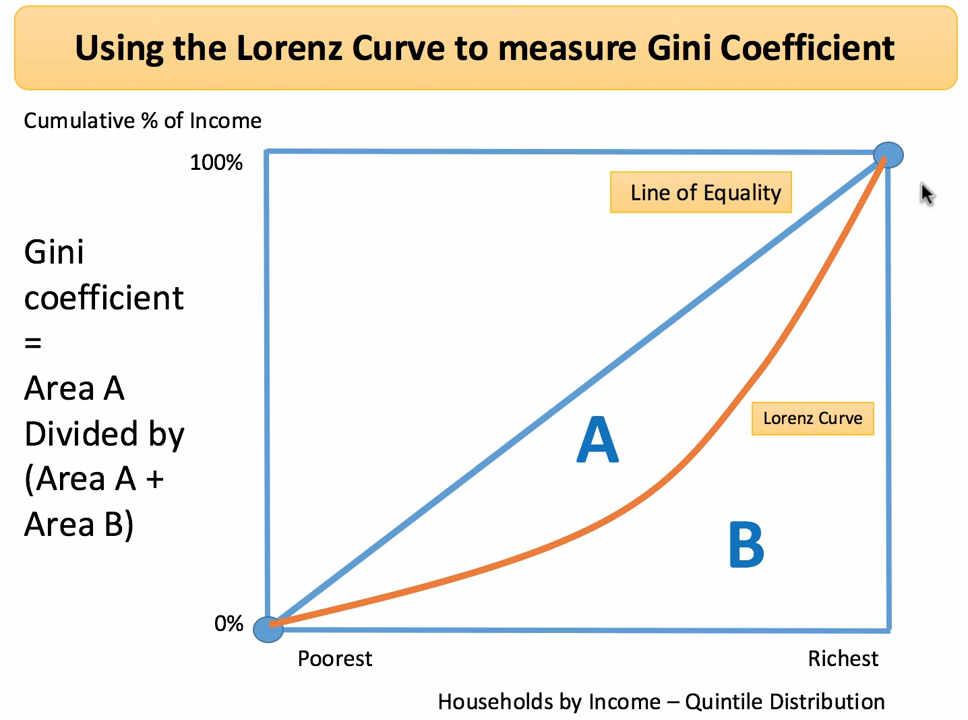 Using the Lorenz Curve to measure Gini Coefficient
Cumulative % of Income
100%
Line of Equality
Gini
coefficient
=
Area A
Divided by
(Area A +
Area B)
A
Lorenz Curve
B
0%
Poorest
Richest
Households by Income – Quintile Distribution